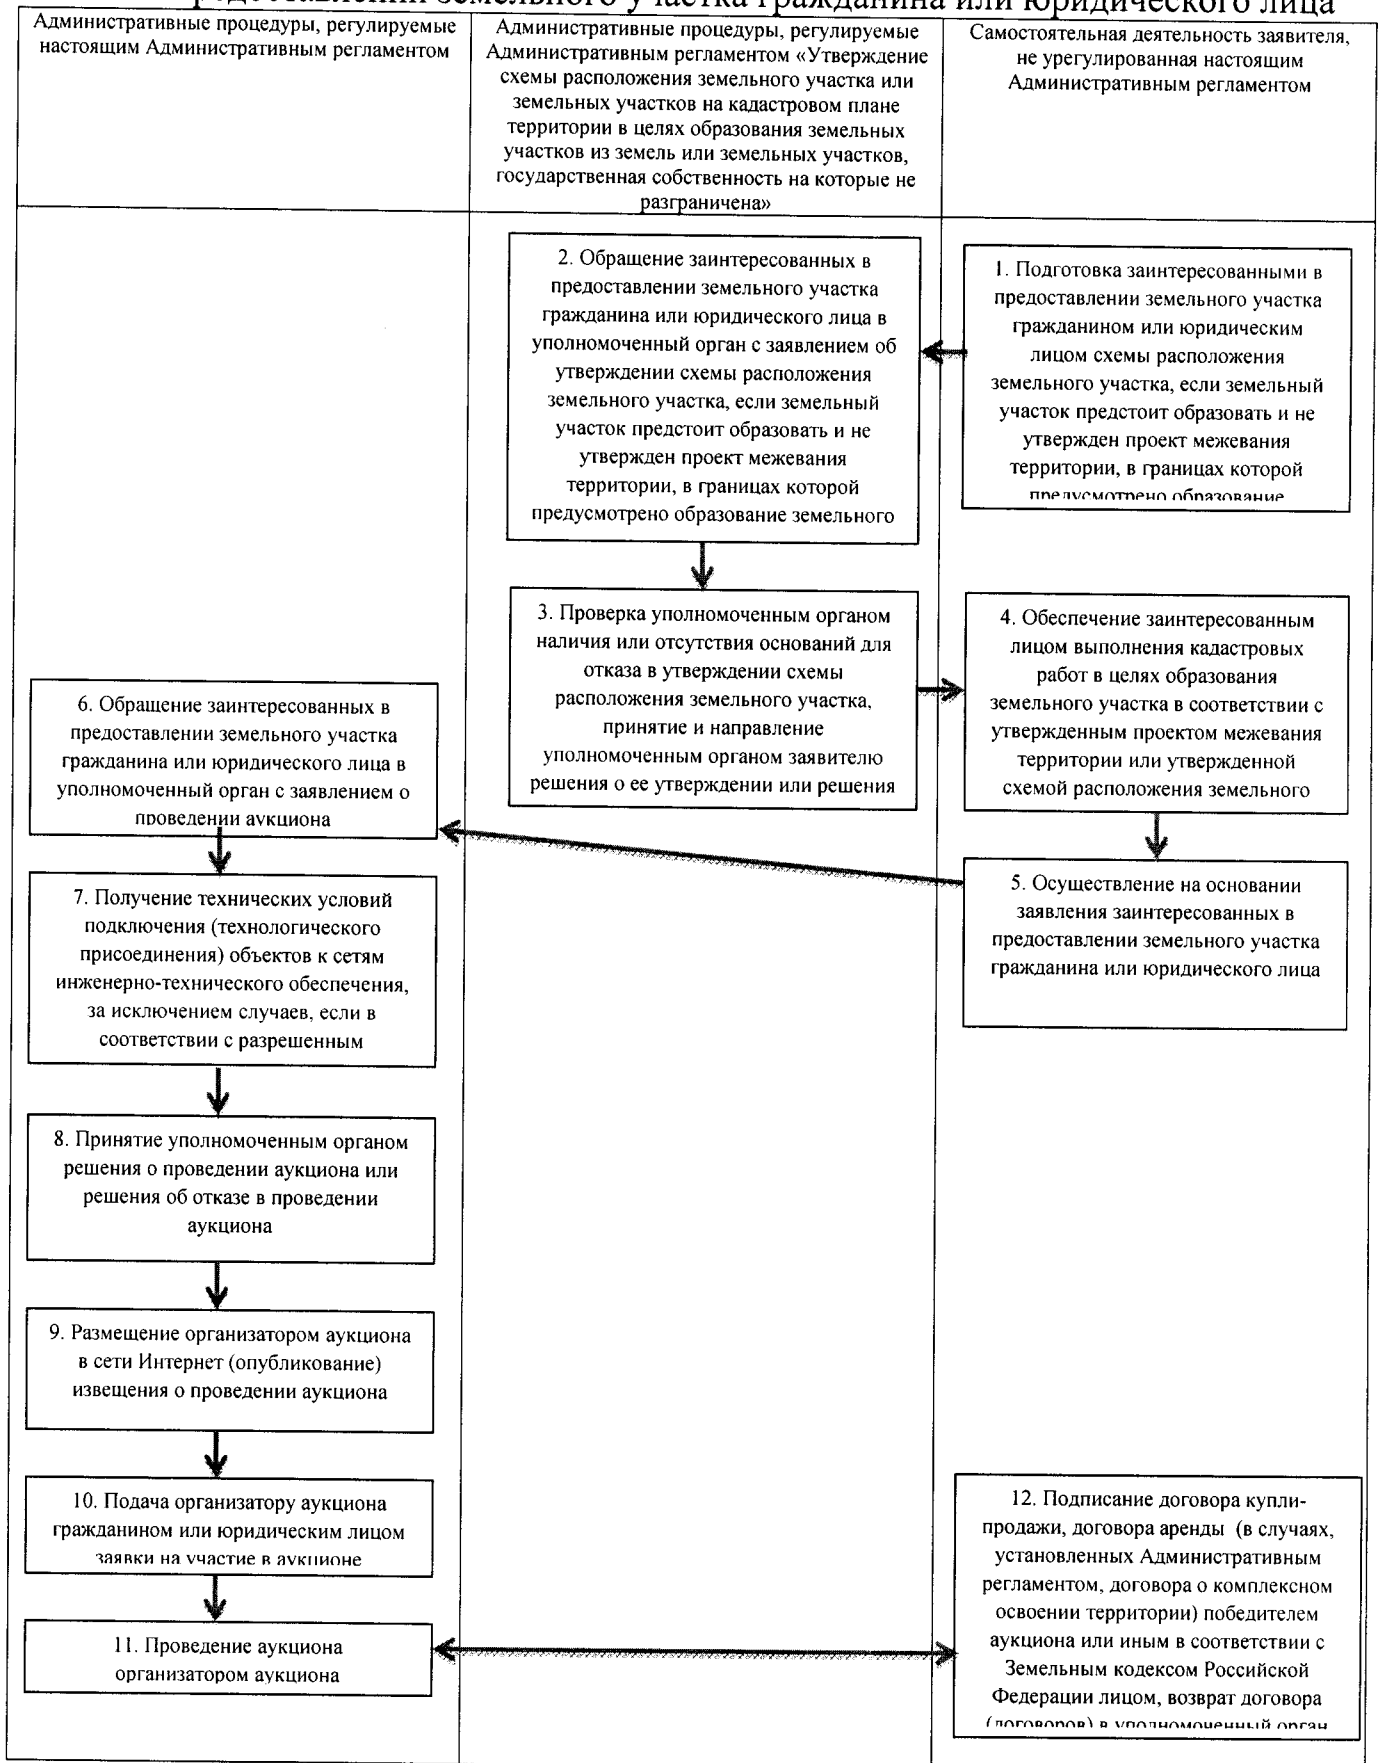 редоставлении земельного участка гражданина или юридического лица
Административные процедуры, регулируемые
настоящим Административным регламентом
Административные процедуры, регулируемые
Административным регламентом «Утверждение
схемы расположения земельного участка или
земельных участков на кадастровом плане
территории в целях образования земельных
участков из земель или земельных участков,
государственная собственность на которые не
разграничена»
Самостоятельная деятельность заявителя,
не урегулированная настоящим
Административным регламентом
1. Подготовка заинтересованными в
предоставлении земельного участка
гражданином или юридическим
лицом схемы расположения
земельного участка, если земельный
участок предстоит образовать и не
утвержден проект межевания
территории, в границах которой
предусмотрено образование
2. Обращение заинтересованных в
предоставлении земельного участка
гражданина или юридического лица в
уполномоченный орган с заявлением об
утверждении схемы расположения
земельного участка, если земельный
участок предстоит образовать и не
утвержден проект межевания
территории, в границах которой
предусмотрено образование земельного
3. Проверка уполномоченным органом
наличия или отсутствия оснований для
отказа в утверждении схемы
расположения земельного участка,
принятие и направление
уполномоченным органом заявителю
решения о ее утверждении или решения
4. Обеспечение заинтересованным
лицом выполнения кадастровых
работ в целях образования
земельного участка в соответствии с
утвержденным проектом межевания
территории или утвержденной
схемой расположения земельного
5. Осуществление на основании
заявления заинтересованных в
предоставлении земельного участка
гражданина или юридического лица
6. Обращение заинтересованных в
предоставлении земельного участка
гражданина или юридического лица в
уполномоченный орган с заявлением о
проведении аукциона
7. Получение технических условий
подключения (технологического
присоединения) объектов к сетям
инженерно-технического обеспечения,
за исключением случаев, если в
соответствии с разрешенным
8. Принятие уполномоченным органом
решения о проведении аукциона или
решения об отказе в проведении
аукциона
9. Размещение организатором аукциона
в сети Интернет (опубликование)
извещения о проведении аукциона
10. Подача организатору аукциона
гражданином или юридическим лицом
заявки на участие в аукционе
11. Проведение аукциона
организатором аукциона
12. Подписание договора купли-
продажи, договора аренды (в случаях,
установленных Административным
регламентом, договора о комплексном
освоении территории) победителем
аукциона или иным в соответствии с
Земельным кодексом Российской
Федерации лицом, возврат договора
(договоров) в уполномоченный орган